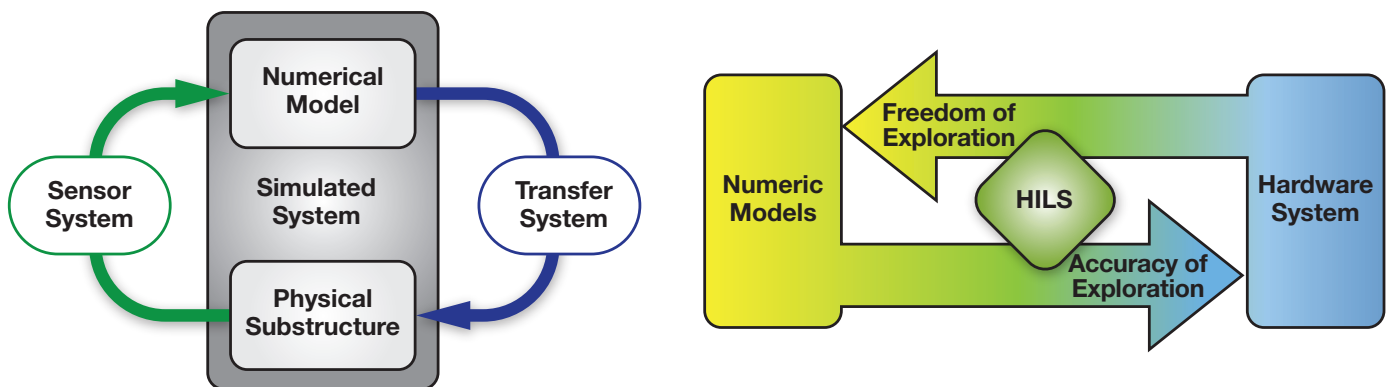 Numerical
Model
Sensor
System
Simulated
System
Transfer
System
Physical
Substructure
Freedom of
Exploration
Numeric
Models
HILS
Hardware
System
Accuracy of
Exploration